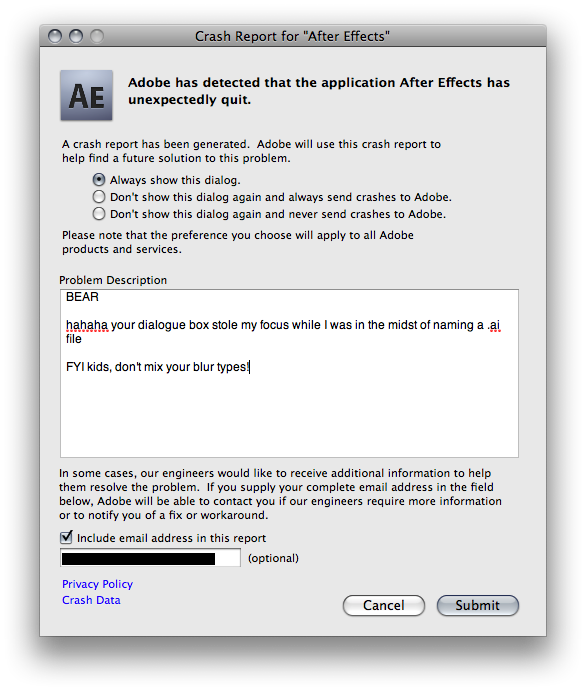 Crash Report for "After Effects"
AE
Adobe has detected that the application After Effects has
unexpectedly quit.
A crash report has been generated.  Adobe will use this crash report to
help find a future solution to this problem.
Always show this dialog.
Don't show this dialog again and always send crashes to Adobe.
Don't show this dialog again and never send crashes to Adobe.
Please note that the preference you choose will apply to all Adobe
products and services.
Problem Description
BEAR
hahaha your dialogue box stole my focus while I was in the midst of naming a .ai
file
FYI kids, don't mix your blur types!
In some cases, our engineers would like to receive additional information to help
them resolve the problem.  If you supply your complete email address in the field
below, Adobe will be able to contact you if our engineers require more information
or to notify you of a fix or workaround.
Include email address in this report
(optional)
Privacy Policy
Crash Data
Cancel
Submit